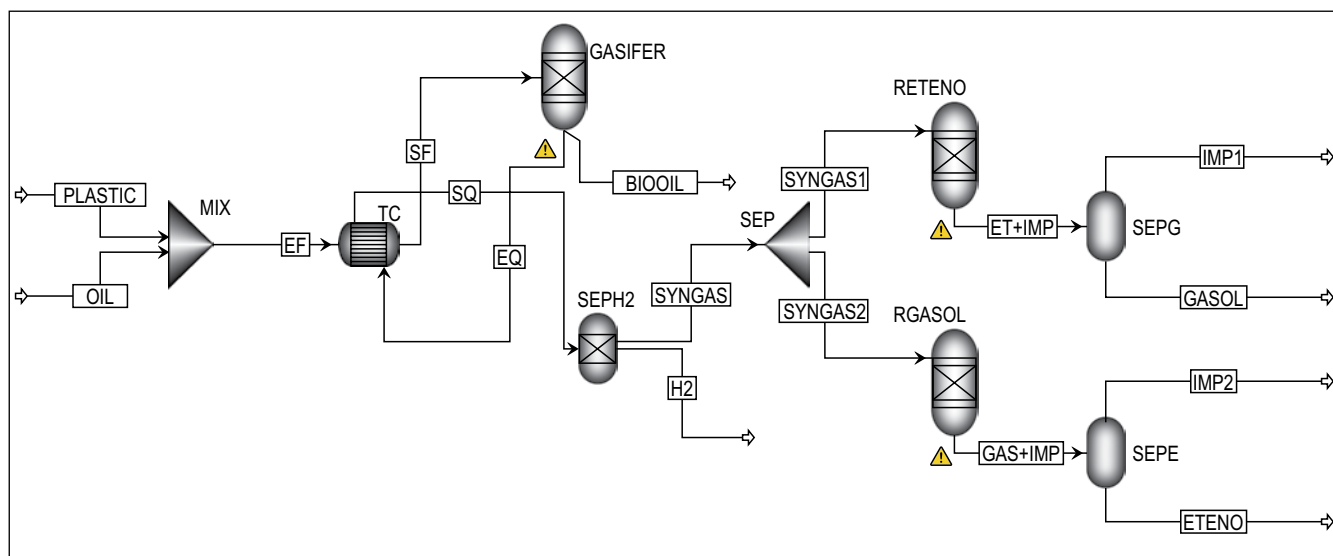 GASIFER
RETENO
SF
IMP1
PLASTIC
SQ
BIOOIL
SYNGAS1
MIX
TC
SEP
ET+IMP
SEPG
EF
EQ
OIL
SEPH2
SYNGAS
SYNGAS2
GASOL
RGASOL
H2
IMP2
GAS+IMP
SEPE
ETENO